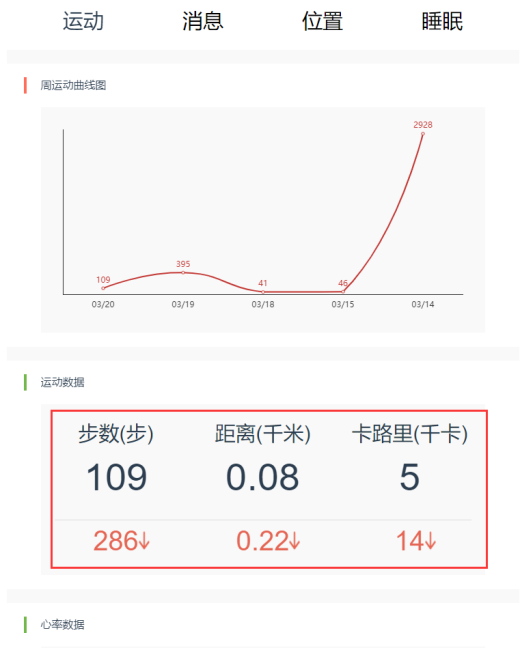 运动 消息 位置 睡眠
周运动曲线图
2928
395
109 41 46
03/20 03/19 03/18 03/15 03/14
运动数据
步数(步) 距离(千米) 卡路里(千卡)
109 0.08 5
286↓ 0.22↓ 14↓
心率数据